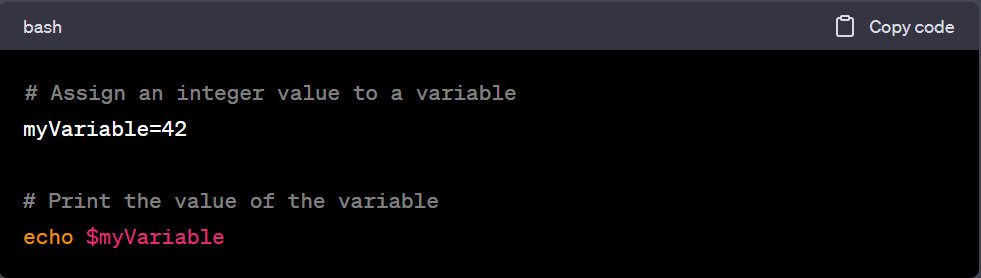 bash
Copy code
# Assign an integer value to a variable
myVariable=42
# Print the value of the variable
echo $myVariable